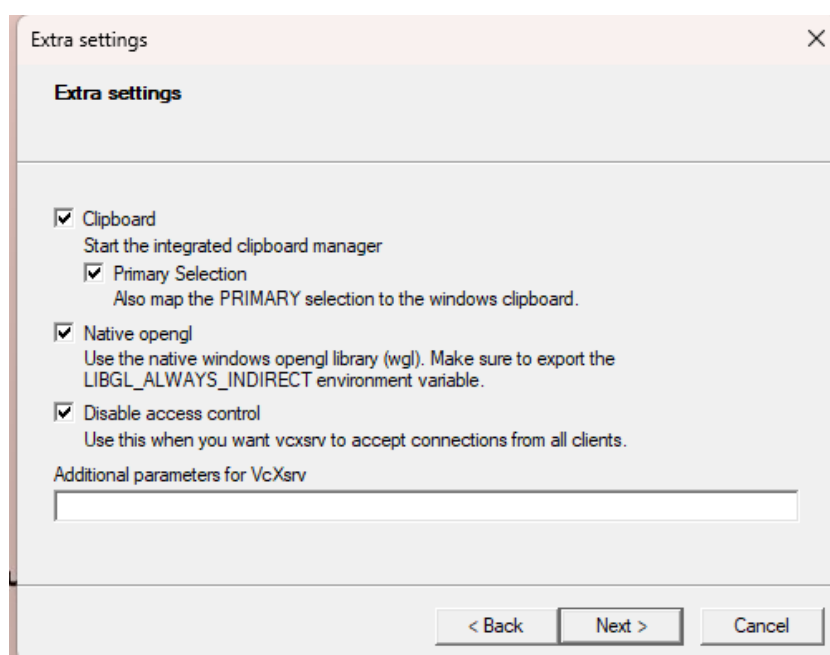 Extra settings
Extra settings
Clipboard
Start the integrated clipboard manager
Primary Selection
Also map the PRIMARY selection to the windows clipboard.
Native opengl
Use the native windows opengl library (wgl). Make sure to export the
LIBGL_ALWAYS_INDIRECT environment variable.
Disable access control
Use this when you want vcxsrv to accept connections from all clients.
Additional parameters for VcXsrv
< Back
Next >
Cancel